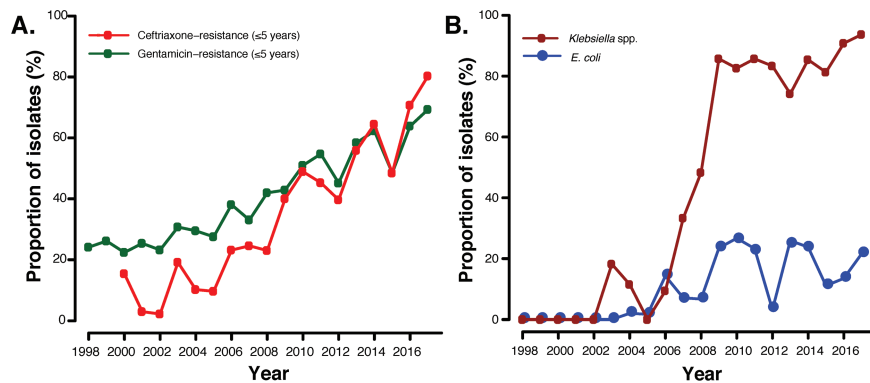 A.
Ceftriaxone–resistance (≤5 years)
Gentamicin–resistance (≤5 years)
Proportion of isolates (%)
100
80
60
40
20
0
1998 2000 2002 2004 2006 2008 2010 2012 2014 2016
Year
B.
Klebsiella spp.
E. coli
Proportion of isolates (%)
100
80
60
40
20
0
1998 2000 2002 2004 2006 2008 2010 2012 2014 2016
Year